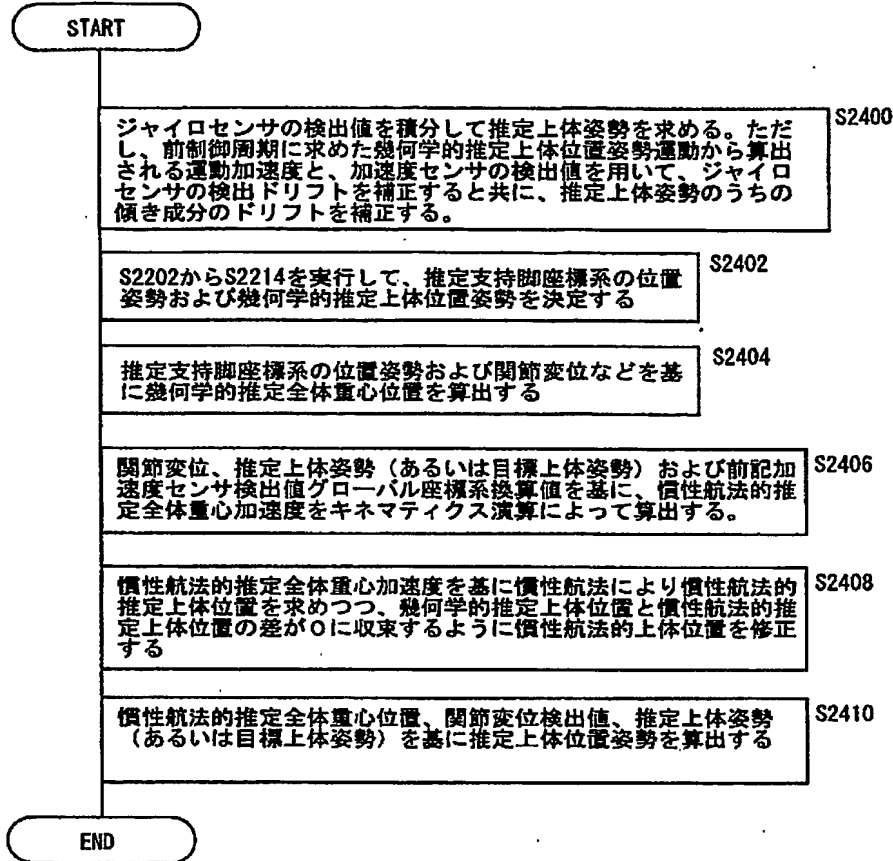 START
S2400
ジャイロセンサの検出値を積分して推定上体姿勢を求める。ただ
し、前制御周期に求めた幾何学的推定上体位置姿勢運動から算出
される運動加速度と、加速度センサの検出値を用いて、ジャイロ
センサの検出ドリフトを補正すると共に、推定上体姿勢のうちの
傾き成分のドリフトを補正する。
S2402
S2202からS2214を実行して、推定支持脚座標系の位置
姿勢および幾何学的推定上体位置姿勢を決定する
S2404
推定支持脚座標系の位置姿勢および関節変位などを基
に幾何学的推定全体重心位置を算出する
S2406
関節変位、推定上体姿勢（あるいは目標上体姿勢）および前記加
速度センサ検出値グローバル座標系換算値を基に、慣性航法的推
定全体重心加速度をキネマティクス演算によって算出する。
S2408
慣性航法的推定全体重心加速度を基に慣性航法により慣性航法的
推定上体位置を求めつつ、幾何学的推定上体位置と慣性航法的推
定上体位置の差が０に収束するように慣性航法的上体位置を修正
する
S2410
慣性航法的推定全体重心位置、関節変位検出値、推定上体姿勢
（あるいは目標上体姿勢）を基に推定上体位置姿勢を算出する
END